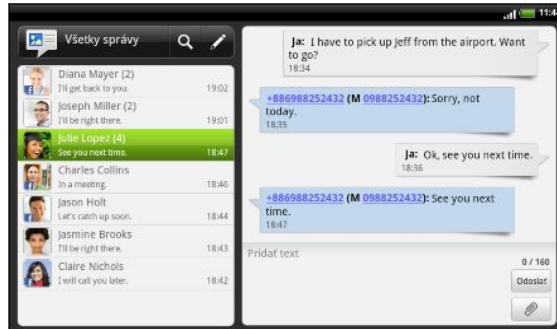 11:4
Všetky správy
Diana Mayer (2)
I'll get back to you. 19:02
Joseph Miller (2)
I'll be right there. 19:01
Julie Lopez (4)
See you next time. 18:47
Charles Collins
In a meeting. 18:46
Jason Holt
Let's catch up soon. 18:44
Jasmine Brooks
I'll be right there. 18:43
Claire Nichols
I will call you later. 18:42
Ja: I have to pick up Jeff from the airport. Want
to go?
18:34
+886988252432 (M 0988252432): Sorry, not
today.
18:35
Ja: Ok, see you next time.
18:36
+886988252432 (M 0988252432): See you next
time.
18:47
Pridať text
0 / 160
Odoslať